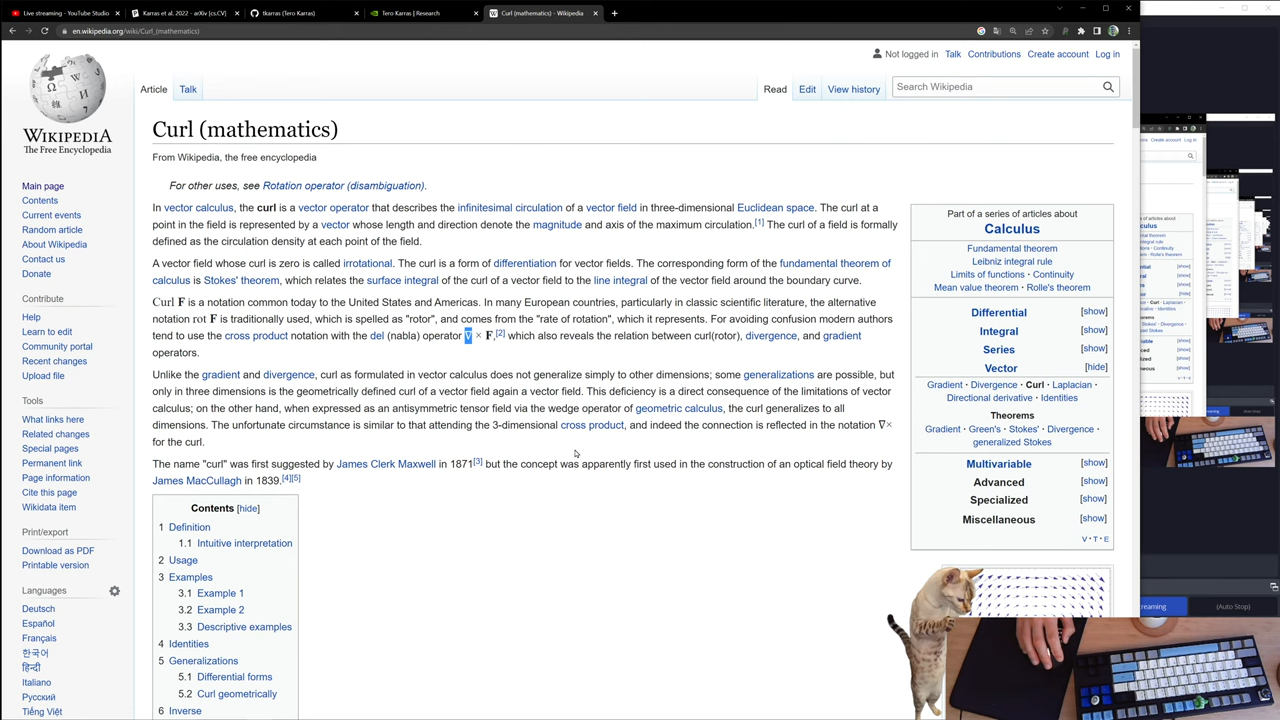 Live streaming - YouTube Studio
Karras et al. 2022 - arXiv [cs.CV]
tkarras (Tero Karras)
Tero Karras | Research
Curl (mathematics) - Wikipedia
en.wikipedia.org/wiki/Curl_(mathematics)
Not logged in Talk Contributions Create account Log in
Article Talk
Read Edit View history
Search Wikipedia
WIKIPEDIA
The Free Encyclopedia
Main page
Contents
Current events
Random article
About Wikipedia
Contact us
Donate
Contribute
Help
Learn to edit
Community portal
Recent changes
Upload file
Tools
What links here
Related changes
Special pages
Permanent link
Page information
Cite this page
Wikidata item
Print/export
Download as PDF
Printable version
Languages
Deutsch
Español
Français
한국어
हिन्दी
Italiano
Русский
Tiếng Việt
Curl (mathematics)
From Wikipedia, the free encyclopedia
For other uses, see Rotation operator (disambiguation).
In vector calculus, the curl is a vector operator that describes the infinitesimal circulation of a vector field in three-dimensional Euclidean space. The curl at a
point in the field is represented by a vector whose length and direction denote the magnitude and axis of the maximum circulation.[1] The curl of a field is formally
defined as the circulation density at each point of the field.
A vector field whose curl is zero is called irrotational. The curl is a form of differentiation for vector fields. The corresponding form of the fundamental theorem of
calculus is Stokes' theorem, which relates the surface integral of the curl of a vector field to the line integral of the vector field around the boundary curve.
Curl F is a notation common today to the United States and Americas. In many European countries, particularly in classic scientific literature, the alternative
notation rot F is traditionally used, which is spelled as "rotor", and comes from the "rate of rotation", which it represents. To avoid confusion modern authors
tend to use the cross product notation with the del (nabla) operator, ∇ × F,[2] which also reveals the relation between curl (rotor), divergence, and gradient
operators.
Unlike the gradient and divergence, curl as formulated in vector calculus does not generalize simply to other dimensions; some generalizations are possible, but
only in three dimensions is the geometrically defined curl of a vector field again a vector field. This deficiency is a direct consequence of the limitations of vector
calculus; on the other hand, when expressed as an antisymmetric tensor field via the wedge operator of geometric calculus, the curl generalizes to all
dimensions. The unfortunate circumstance is similar to that attending the 3-dimensional cross product, and indeed the connection is reflected in the notation ∇×
for the curl.
The name "curl" was first suggested by James Clerk Maxwell in 1871[3] but the concept was apparently first used in the construction of an optical field theory by
James MacCullagh in 1839.[4][5]
Contents [hide]
1 Definition
1.1 Intuitive interpretation
2 Usage
3 Examples
3.1 Example 1
3.2 Example 2
3.3 Descriptive examples
4 Identities
5 Generalizations
5.1 Differential forms
5.2 Curl geometrically
6 Inverse
Part of a series of articles about
Calculus
Fundamental theorem
Leibniz integral rule
Limits of functions · Continuity
Mean value theorem · Rolle's theorem
Differential [show]
Integral [show]
Series [show]
Vector [hide]
Gradient · Divergence · Curl · Laplacian ·
Directional derivative · Identities
Theorems
Gradient · Green's · Stokes' · Divergence ·
generalized Stokes
Multivariable [show]
Advanced [show]
Specialized [show]
Miscellaneous [show]
V · T · E
(Auto Stop)